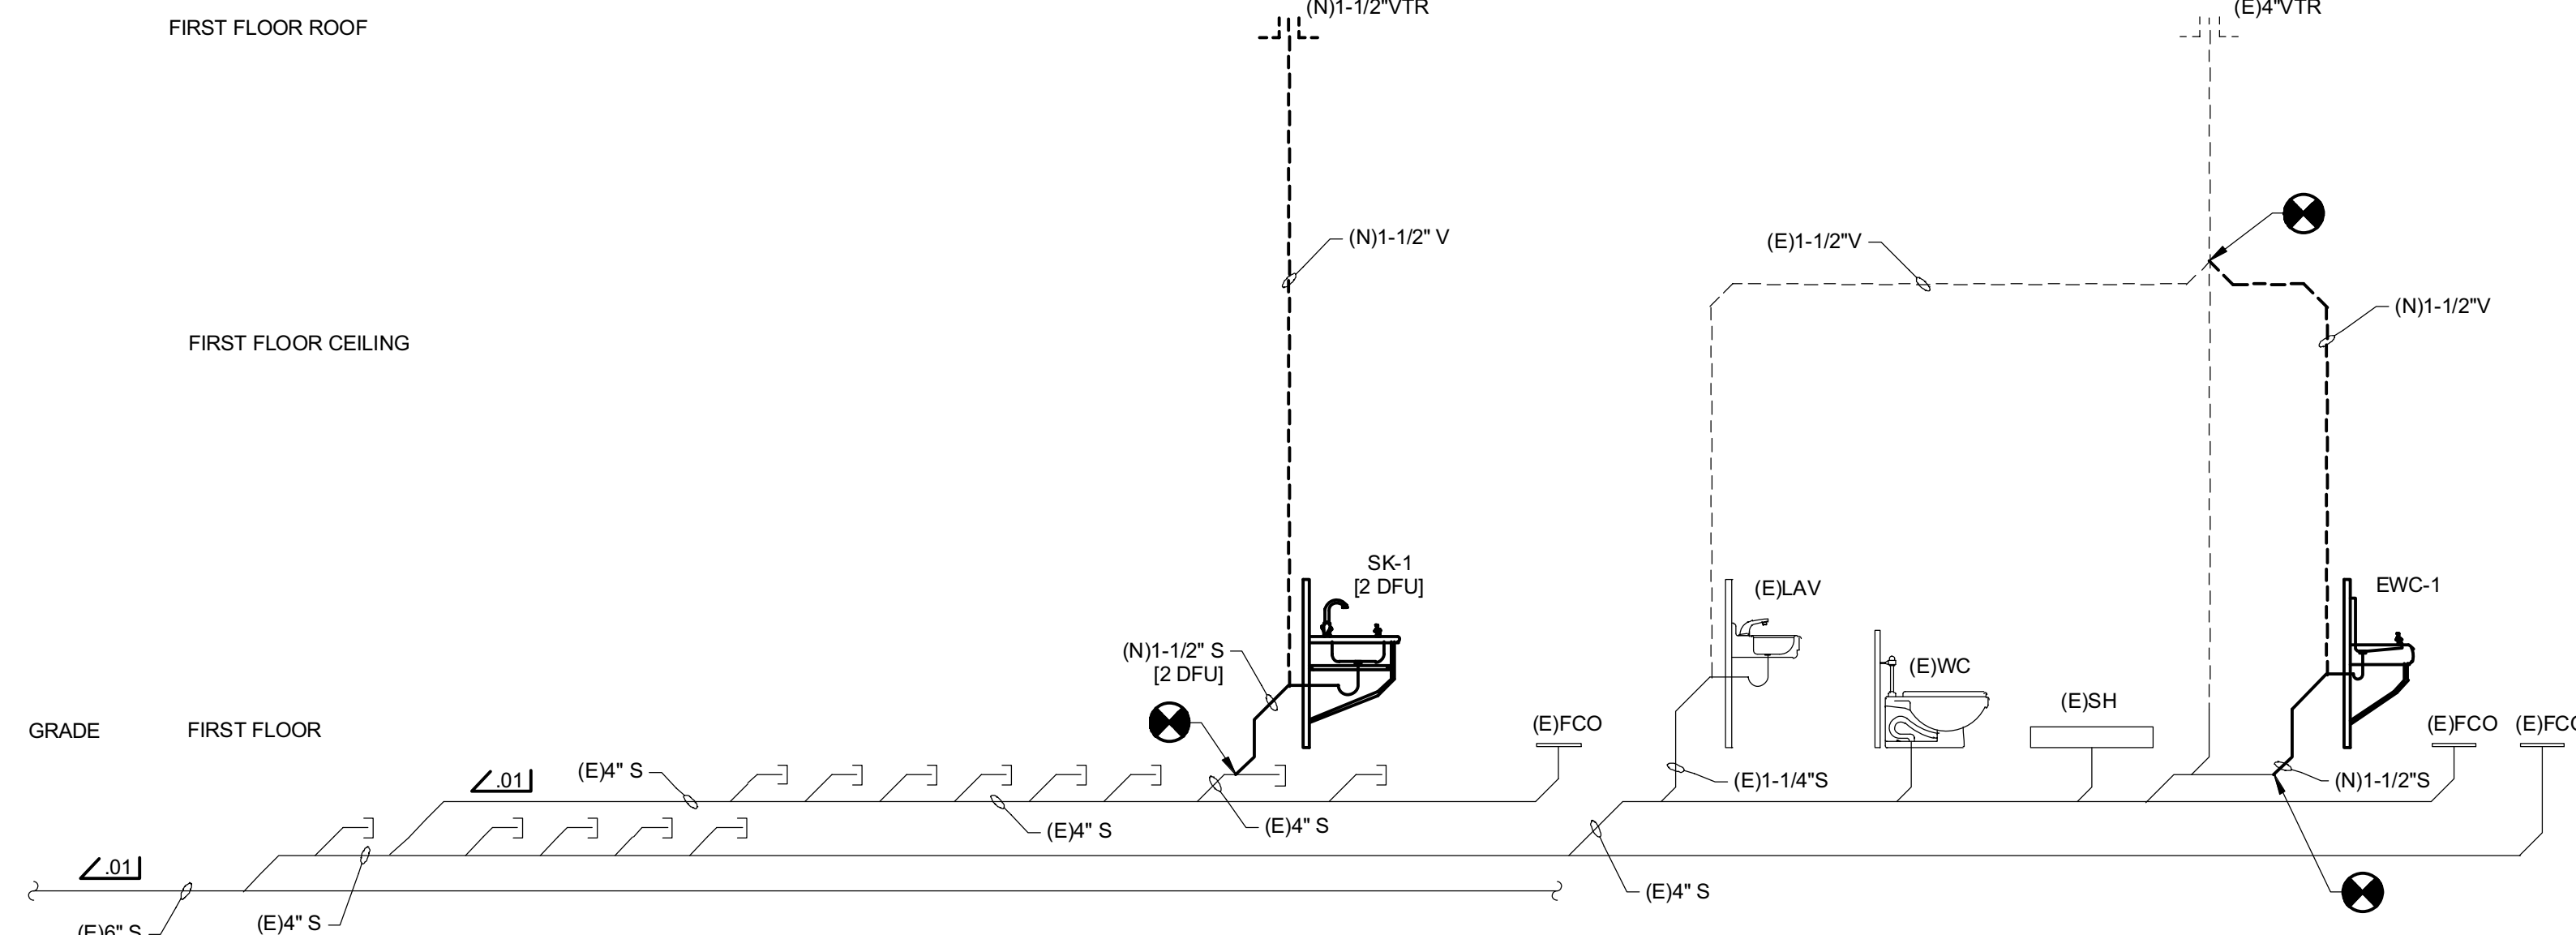 (N)1-1/2"VTR
(E)4"VTR
FIRST FLOOR ROOF
(N)1-1/2" V
(E)1-1/2"V
(N)1-1/2"V
FIRST FLOOR CEILING
SK-1
[2 DFU]
(E)LAV
EWC-1
(N)1-1/2" S
[2 DFU]
(E)WC
(E)SH
GRADE
FIRST FLOOR
(E)FCO
(E)FCO
(E)FCO
.01
(E)4" S
(E)1-1/4"S
(N)1-1/2"S
(E)4" S
(E)4" S
.01
(E)4" S
(E)4" S
(E)6" S